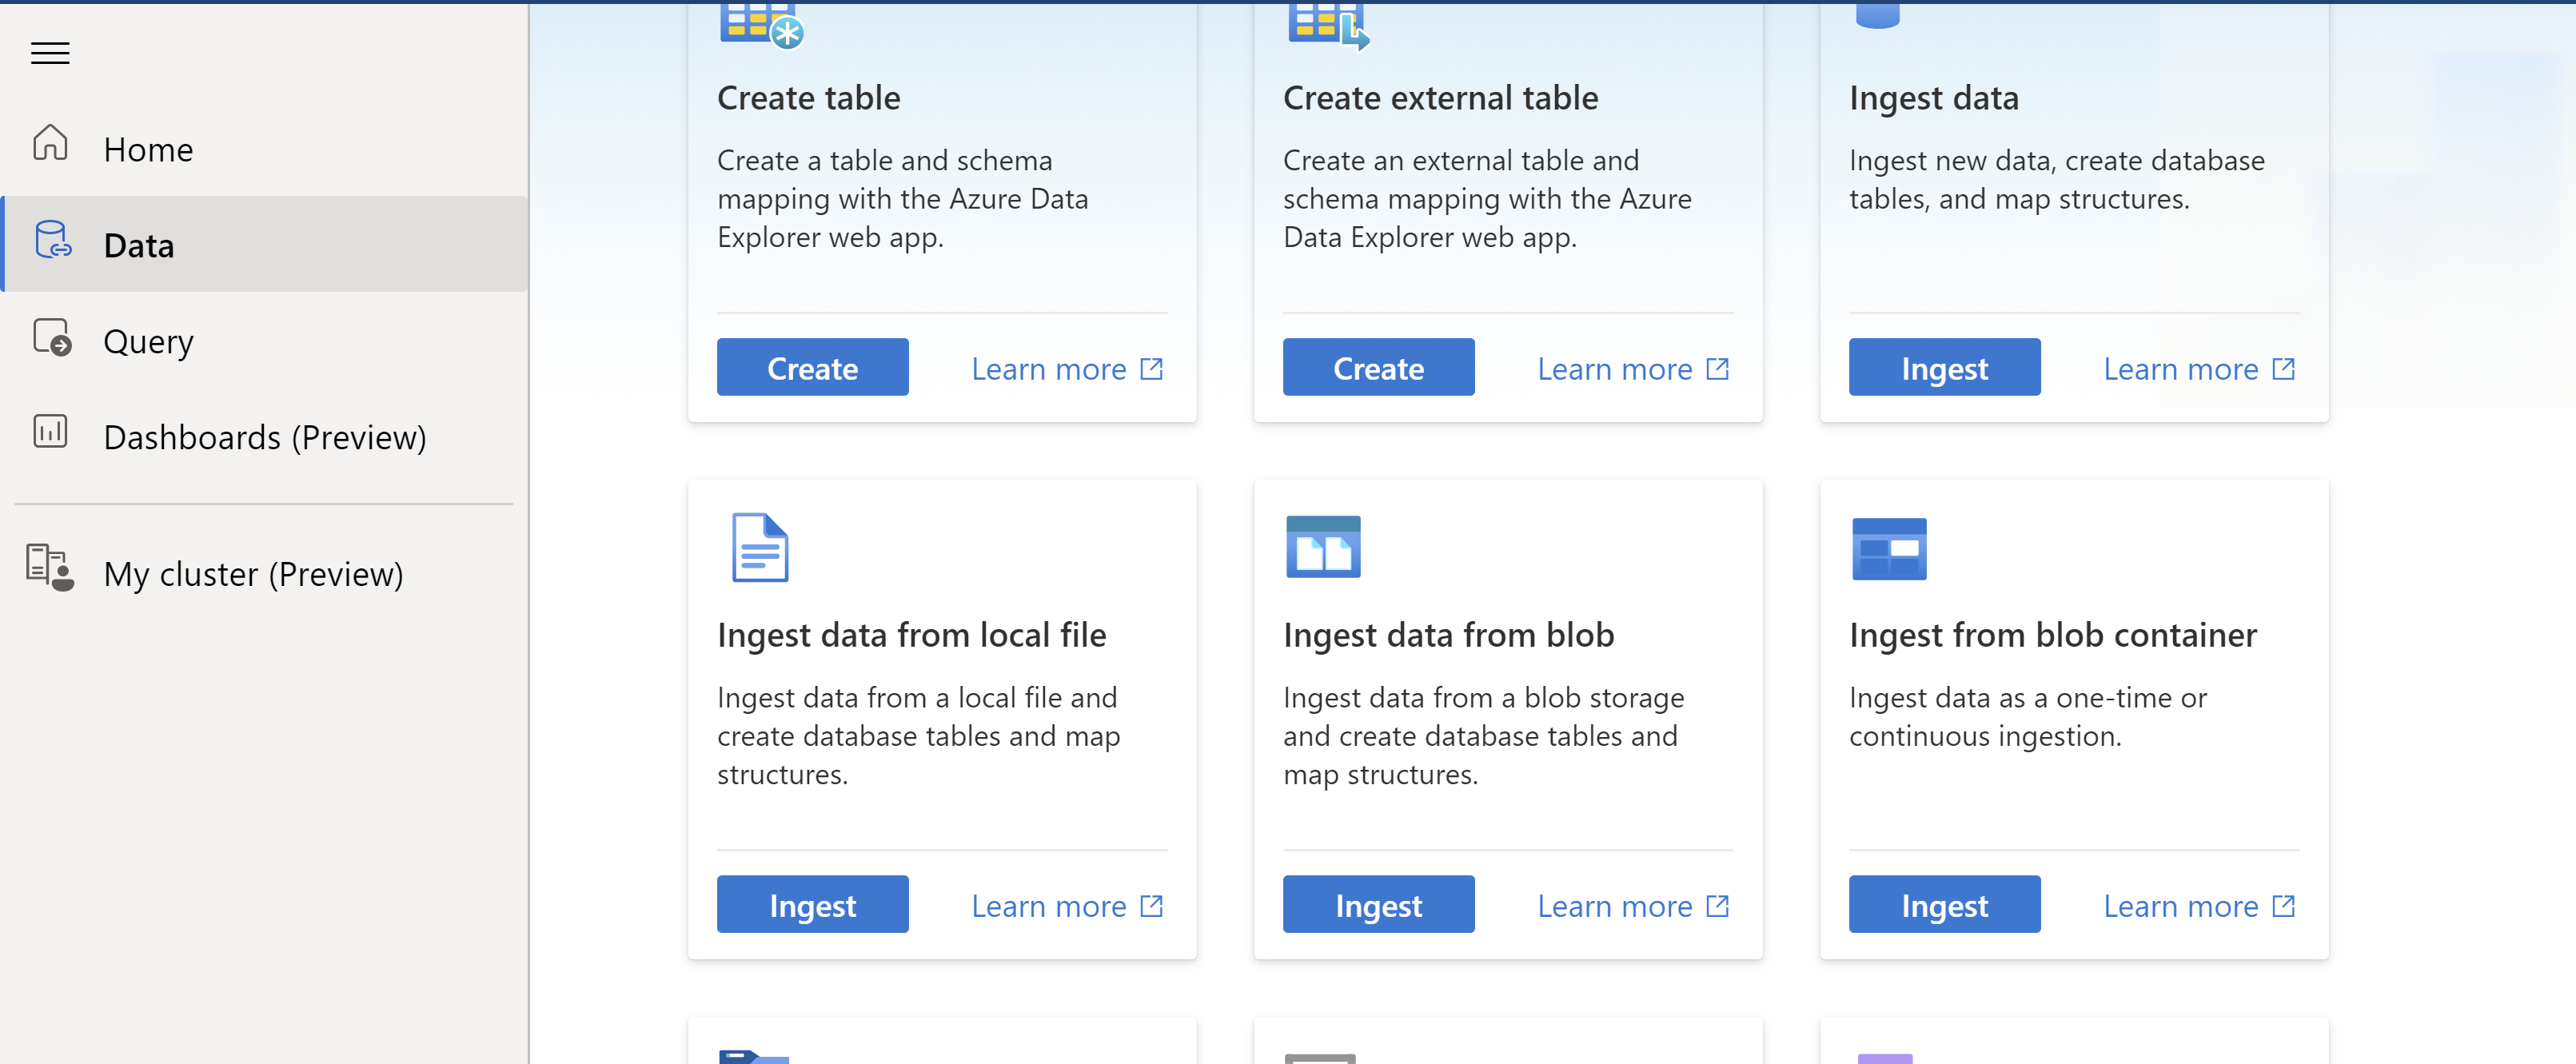 Home
Data
Query
Dashboards (Preview)
My cluster (Preview)
Create table
Create a table and schema
mapping with the Azure Data
Explorer web app.
Create
Learn more
Create external table
Create an external table and
schema mapping with the Azure
Data Explorer web app.
Create
Learn more
Ingest data
Ingest new data, create database
tables, and map structures.
Ingest
Learn more
Ingest data from local file
Ingest data from a local file and
create database tables and map
structures.
Ingest
Learn more
Ingest data from blob
Ingest data from a blob storage
and create database tables and
map structures.
Ingest
Learn more
Ingest from blob container
Ingest data as a one-time or
continuous ingestion.
Ingest
Learn more